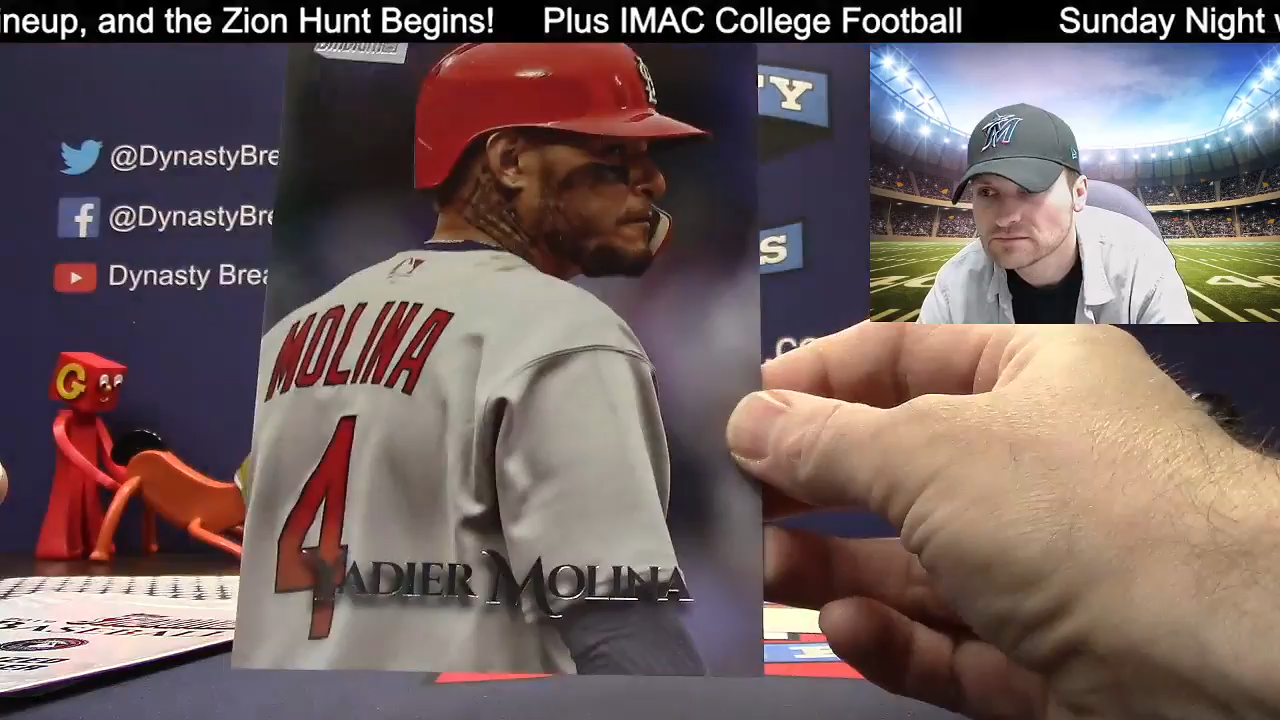 ineup, and the Zion Hunt Begins! Plus IMAC College Football Sunday Night
@DynastyBre
@DynastyBre
Dynasty Brea
MOLINA
4
YADIER MOLINA